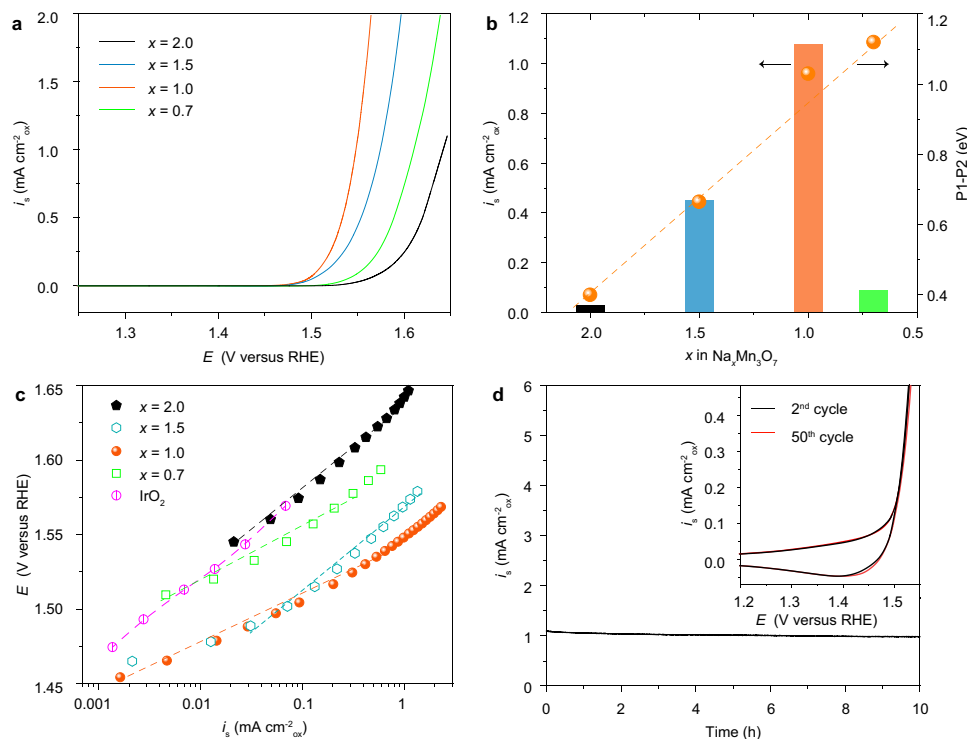 a
2.0
1.5
1.0
0.5
0.0
i_s (mA cm⁻²_ox)
x = 2.0
x = 1.5
x = 1.0
x = 0.7
1.3
1.4
1.5
1.6
E (V versus RHE)
b
1.2
1.0
0.8
0.6
0.4
0.2
0.0
i_s (mA cm⁻²_ox)
1.2
1.2
1.0
0.8
0.6
0.4
P1-P2 (eV)
2.0
1.5
1.0
0.5
x in Na_xMn₃O₇
c
1.65
1.60
1.55
1.50
1.45
E (V versus RHE)
x = 2.0
x = 1.5
x = 1.0
x = 0.7
IrO₂
0.001
0.01
0.1
1
i_s (mA cm⁻²_ox)
d
6
5
4
3
2
1
0
i_s (mA cm⁻²_ox)
0
2
4
6
8
10
Time (h)
0.4
0.3
0.2
0.1
0.0
i_s (mA cm⁻²_ox)
2ⁿᵈ cycle
50ᵗʰ cycle
1.2
1.3
1.4
1.5
E (V versus RHE)